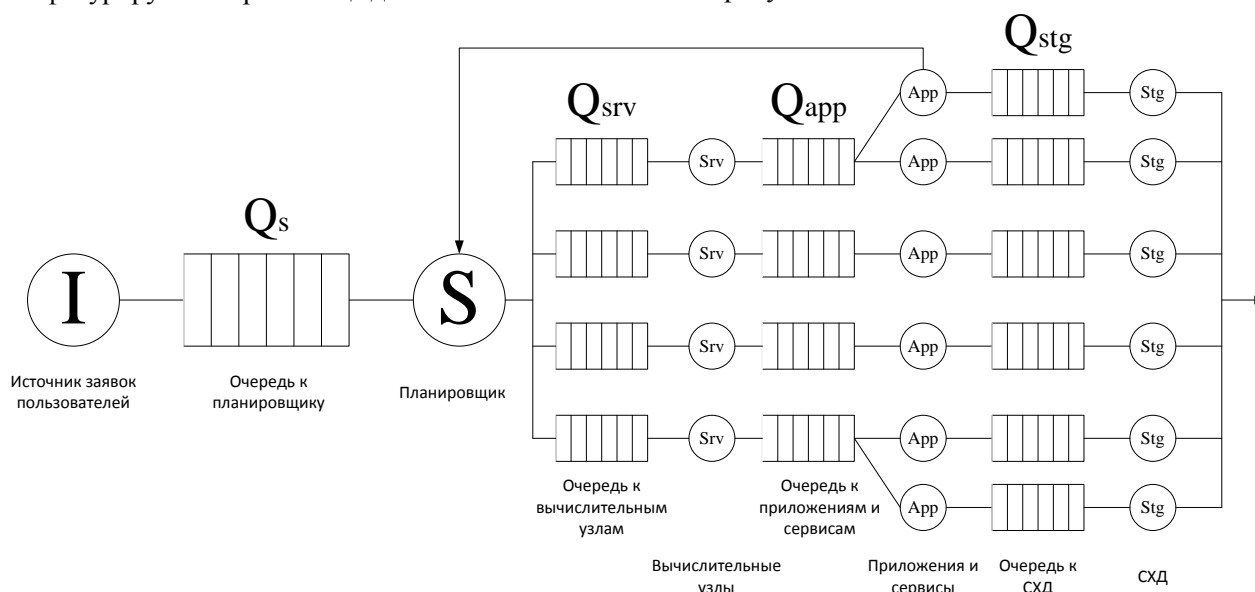 Qstg
App
Stg
Qsrv
Qapp
Srv
App
Stg
Qs
Srv
App
Stg
I
S
Srv
App
Stg
Источник заявок
пользователей
Очередь к
планировщику
Планировщик
Srv
App
Stg
Очередь к
вычислительным
узлам
Очередь к
приложениям и
сервисам
App
Stg
Вычислительные
узлы
Приложения и
сервисы
Очередь к
СХД
СХД